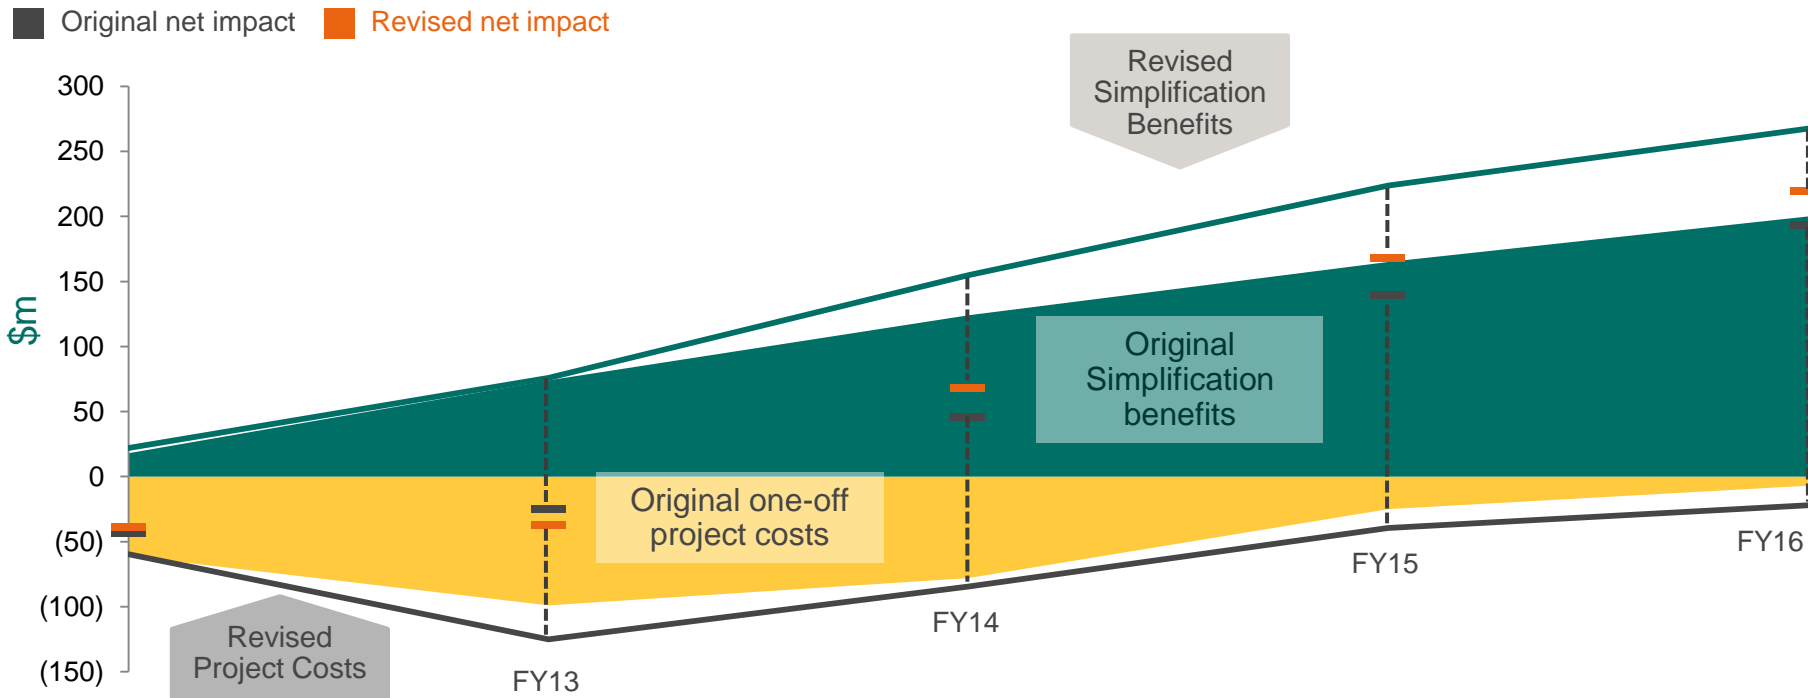 Original net impact
Revised net impact
Revised
Simplification
Benefits
300
250
200
150
100
50
0
(50)
(100)
(150)
$m
Original
Simplification
benefits
Original one-off
project costs
Revised
Project Costs
FY13
FY14
FY15
FY16